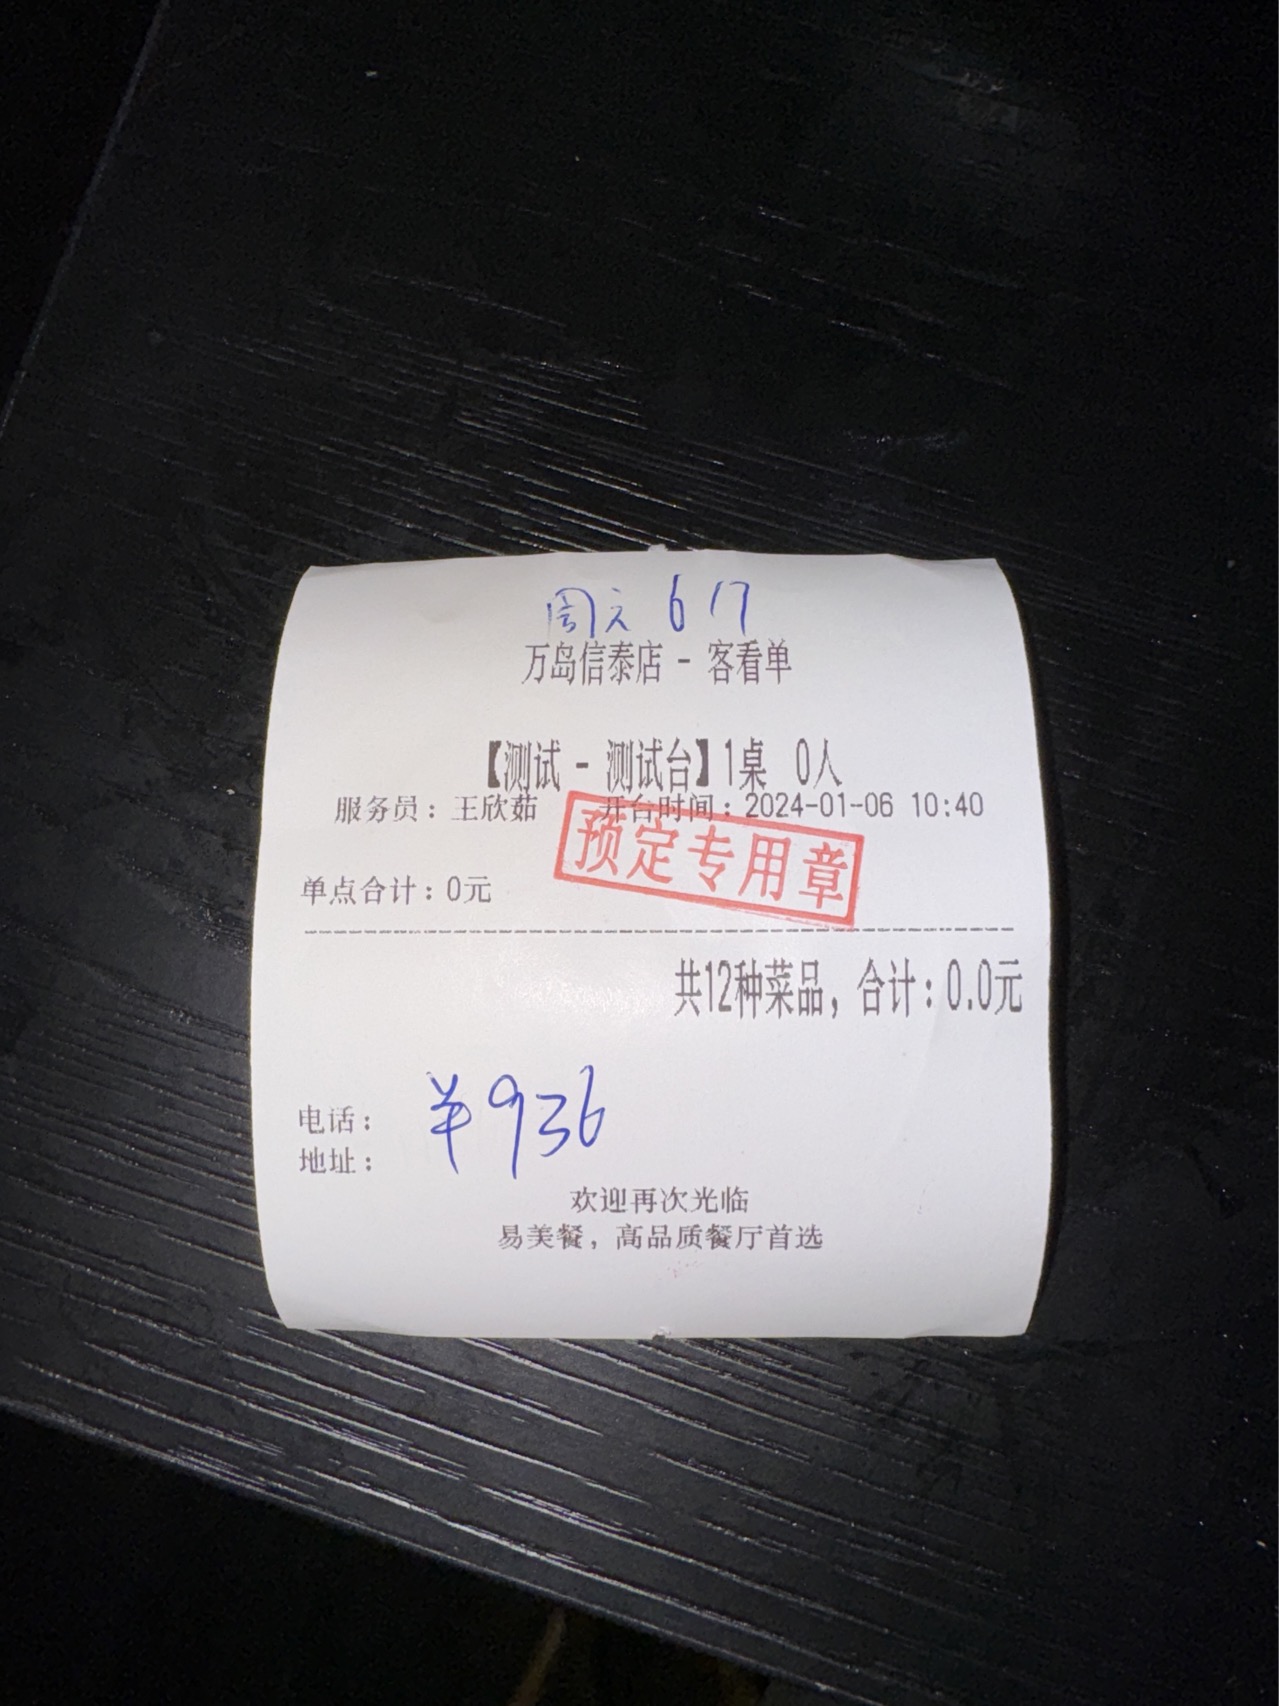 617
万岛信泰店 - 客看单
【测试 - 测试台】1桌 0人
服务员：王欣茹 开台时间：2024-01-06 10:40
预定专用章
单点合计：0元
共12种菜品，合计：0.0元
¥936
电话：
地址：
欢迎再次光临
易美餐，高品质餐厅首选